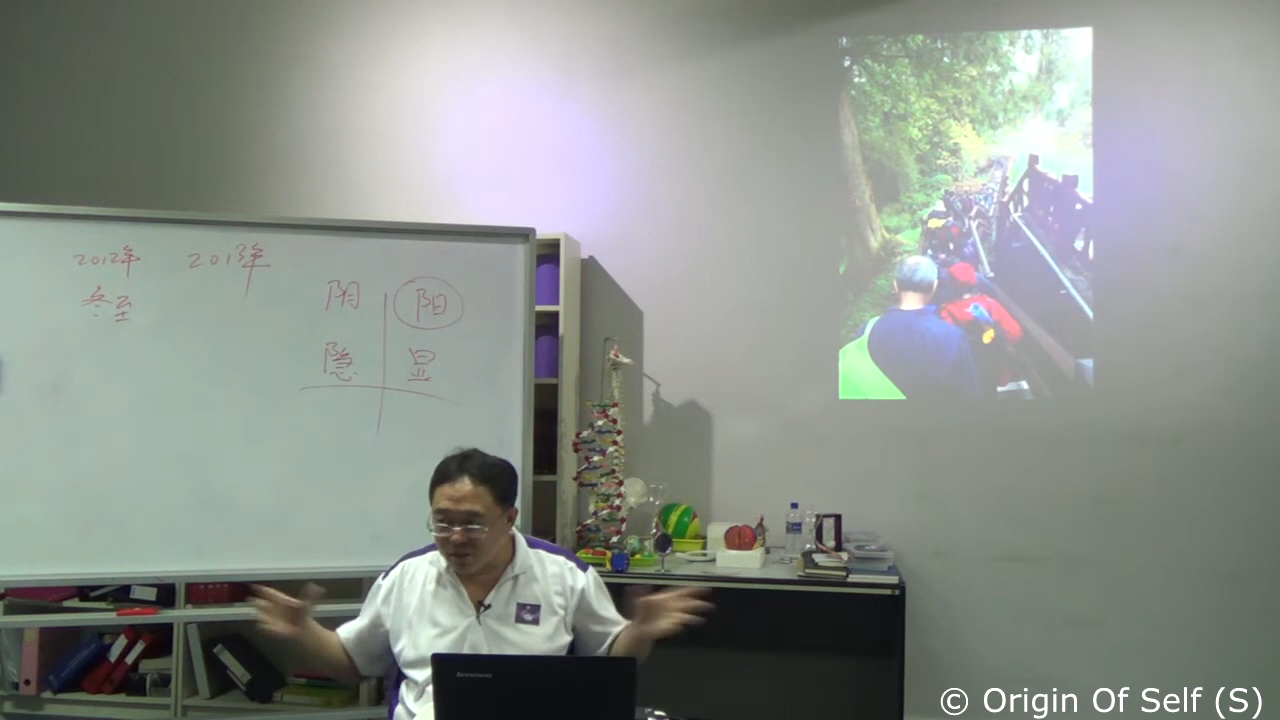 2012年 2013年
冬至
阴 阳
隐 显
Lenovo
© Origin Of Self (S)